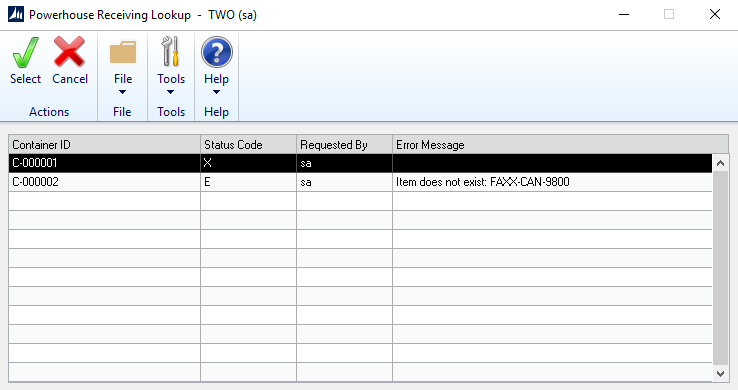 Powerhouse Receiving Lookup - TWO (sa)
Select Cancel File Tools Help
Actions File Tools Help
Container ID Status Code Requested By Error Message
C-000001 X sa
C-000002 E sa Item does not exist: FAXX-CAN-9800